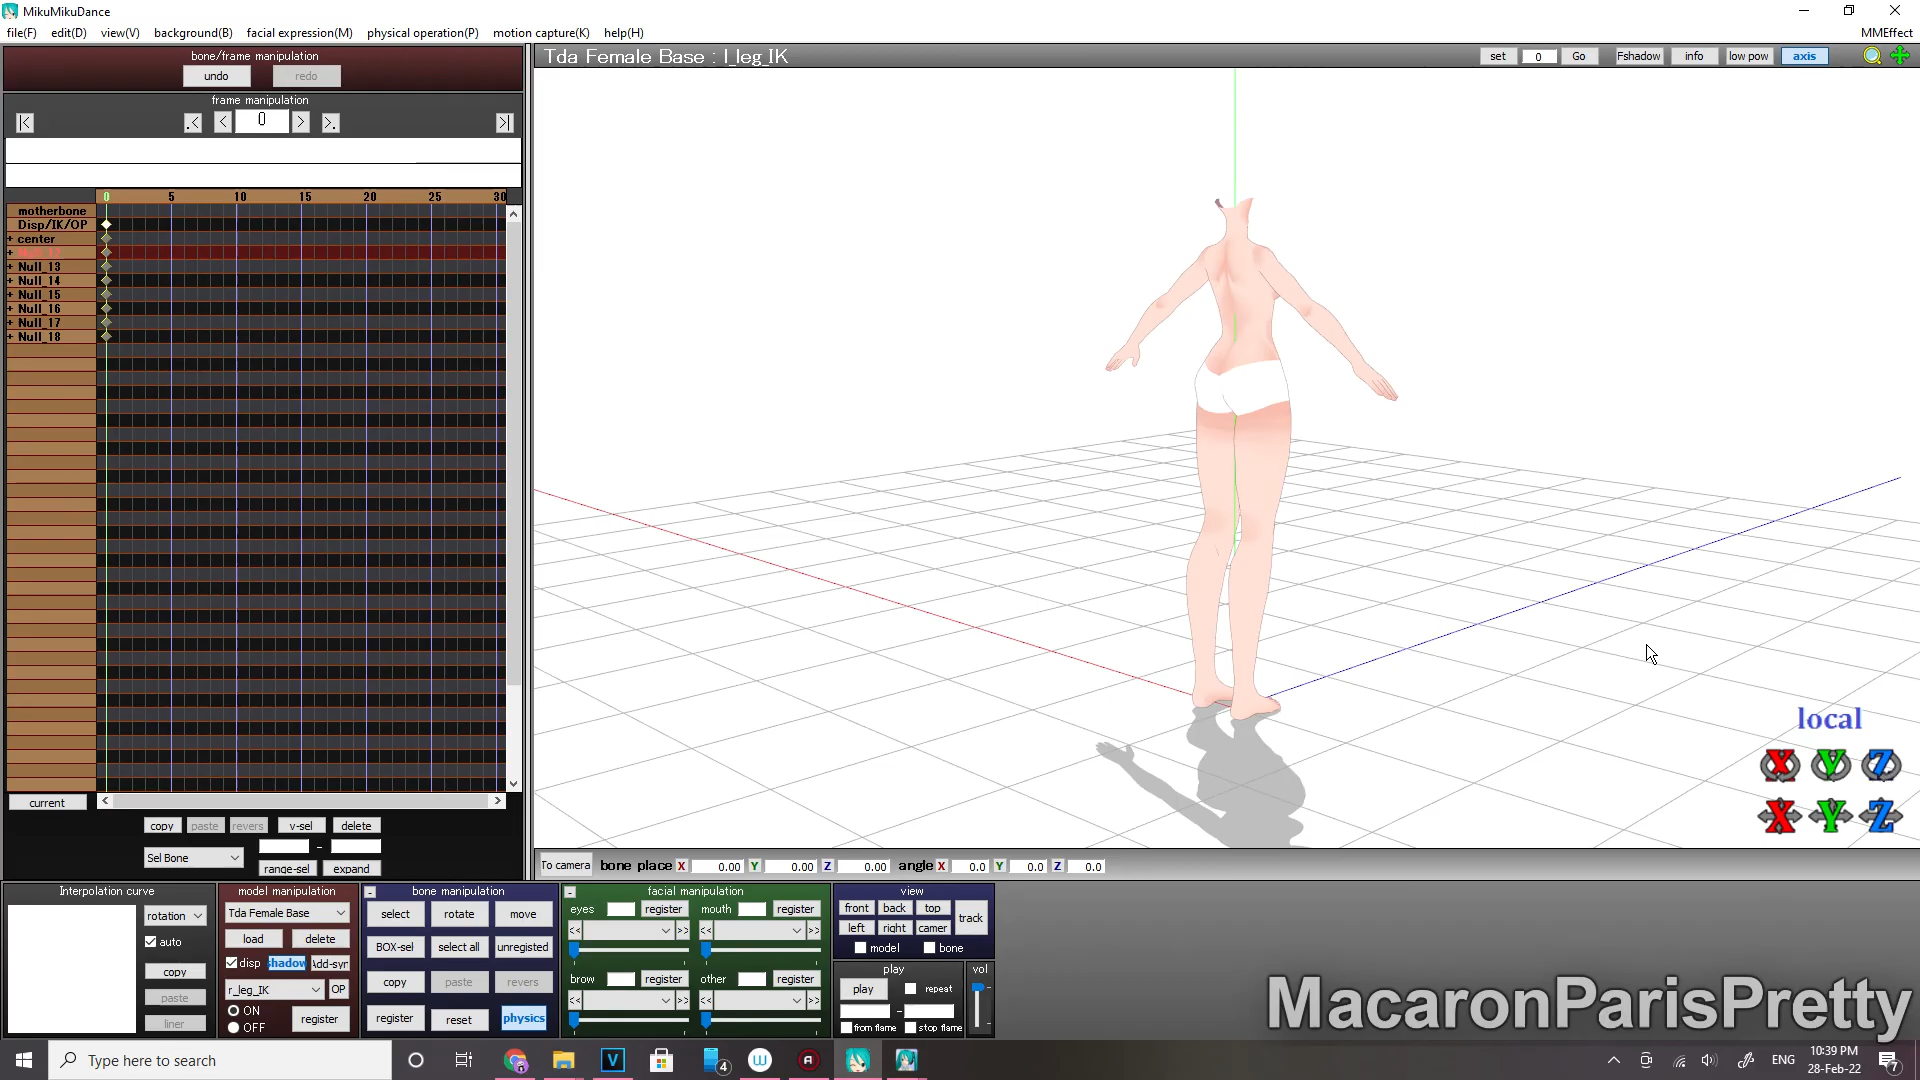 MikuMikuDance
file(F) edit(D) view(V) background(B) facial expression(M) physical operation(P) motion capture(K) help(H) MMEffect
bone/frame manipulation
undo redo
frame manipulation
|< .< < 0 > >. >|
0 5 10 15 20 25 30
motherbone
Disp/IK/OP
+ center
+ Null_13
+ Null_14
+ Null_15
+ Null_16
+ Null_17
+ Null_18
current < >
copy paste revers v-sel delete
Sel Bone -
range-sel expand
Tda Female Base : l_leg_IK
set 0 Go Fshadow info low pow axis
local
X Y Z
X Y Z
To camera bone place X 0.00 Y 0.00 Z 0.00 angle X 0.0 Y 0.0 Z 0.0
Interpolation curve
rotation
auto
copy
paste
liner
model manipulation
Tda Female Base
load delete
disp shadow Add-syn
r_leg_IK OP
ON
OFF
register
- bone manipulation
select rotate move
BOX-sel select all unregisted
copy paste revers
register reset physics
- facial manipulation
eyes register mouth register
<< >> << >>
brow register other register
<< >> << >>
view
front back top
left right camer
track
model bone
play
play repeat
-
from flame stop flame
vol
MacaronParisPretty
Type here to search
4
ENG
10:39 PM
28-Feb-22
7